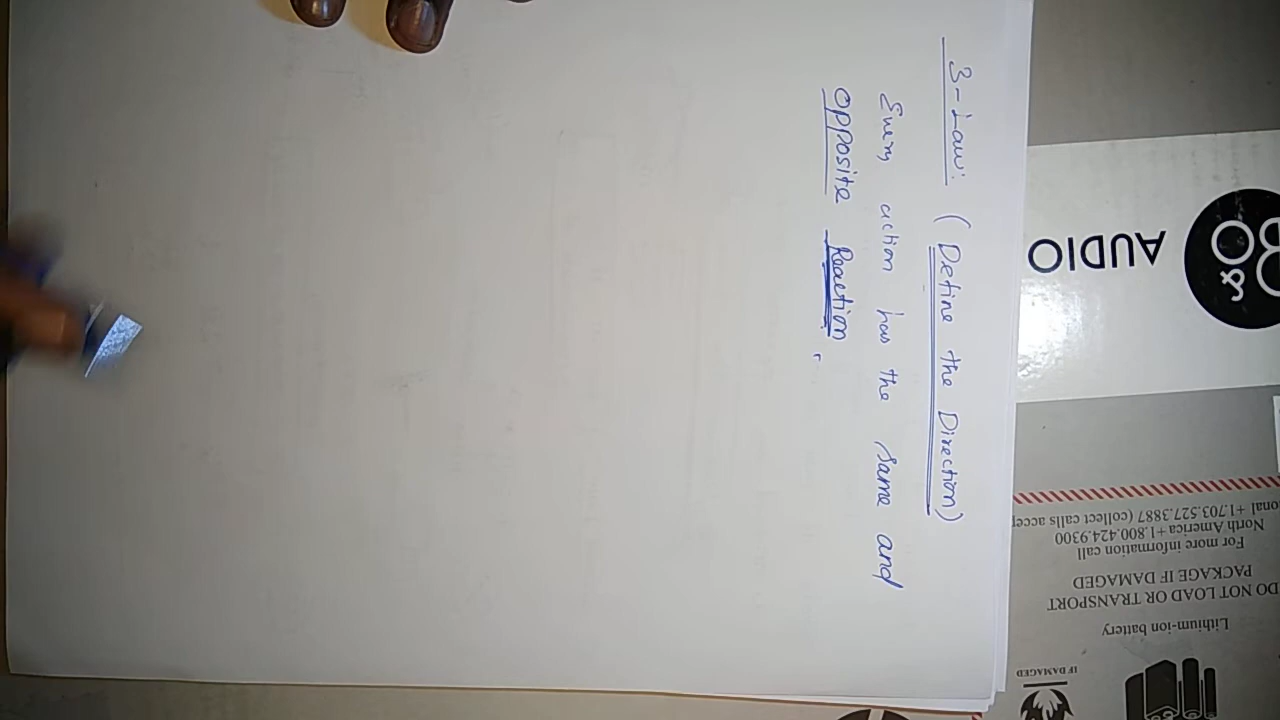 3-Law: (Define the Direction)
Every action has the same and
opposite Reaction.
B
&O
AUDIO
onal +1.703.527.3887 (collect calls accep
North America +1.800.424.9300
For more information call
PACKAGE IF DAMAGED
DO NOT LOAD OR TRANSPORT
Lithium-ion battery
IF DAMAGED